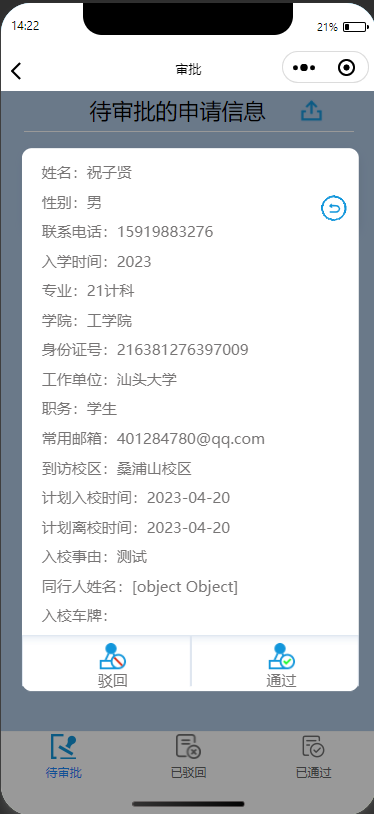 14:22
21%
审批
待审批的申请信息
姓名：祝子贤
性别：男
联系电话：15919883276
入学时间：2023
专业：21计科
学院：工学院
身份证号：216381276397009
工作单位：汕头大学
职务：学生
常用邮箱：401284780@qq.com
到访校区：桑浦山校区
计划入校时间：2023-04-20
计划离校时间：2023-04-20
入校事由：测试
同行人姓名：[object Object]
入校车牌：
驳回
通过
待审批
已驳回
已通过